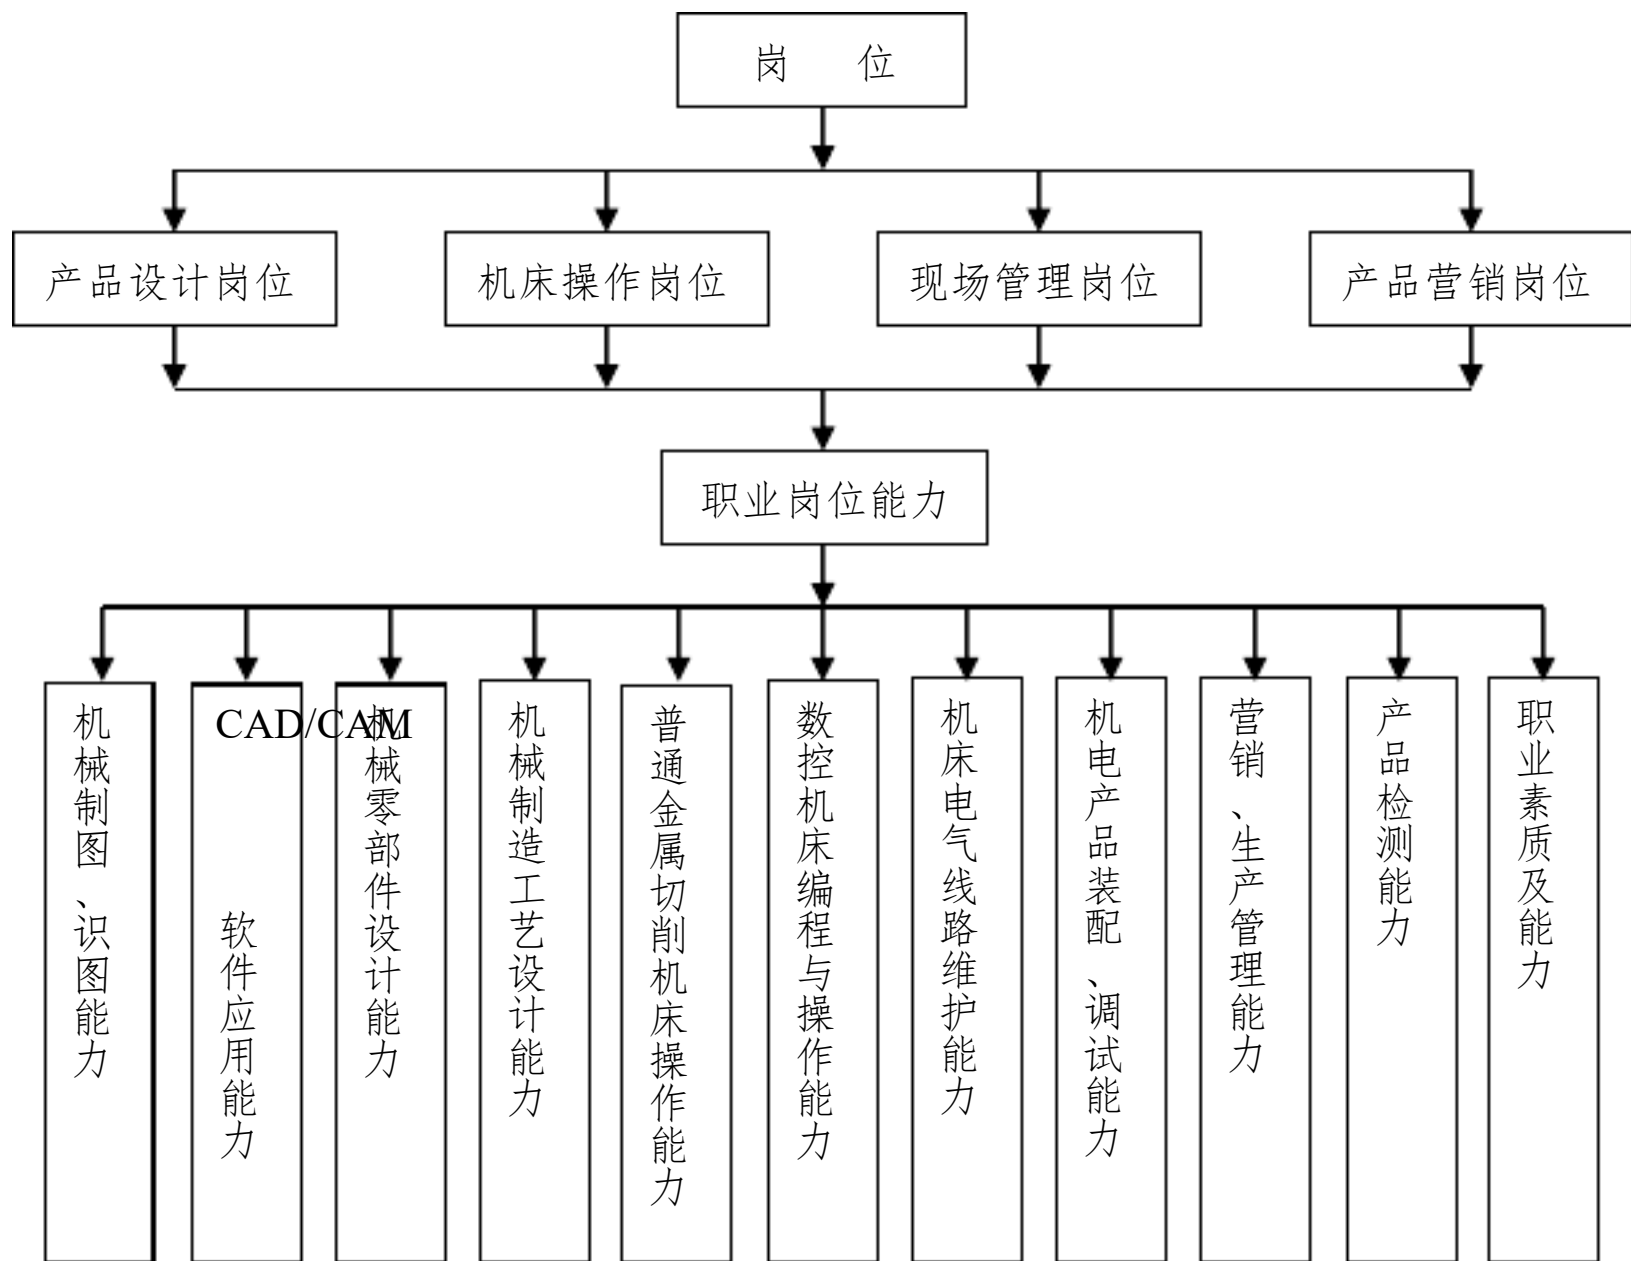 岗 位
产品设计岗位
机床操作岗位
现场管理岗位
产品营销岗位
职业岗位能力
机械制图、识图能力
CAD/CAM
软件应用能力
机械零部件设计能力
机械制造工艺设计能力
普通金属切削机床操作能力
数控机床编程与操作能力
机床电气线路维护能力
机电产品装配、调试能力
营销、生产管理能力
产品检测能力
职业素质及能力